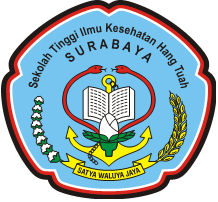 Sekolah Tinggi Ilmu Kesehatan Hang Tuah
SURABAYA
SATYA WALUYA JAYA